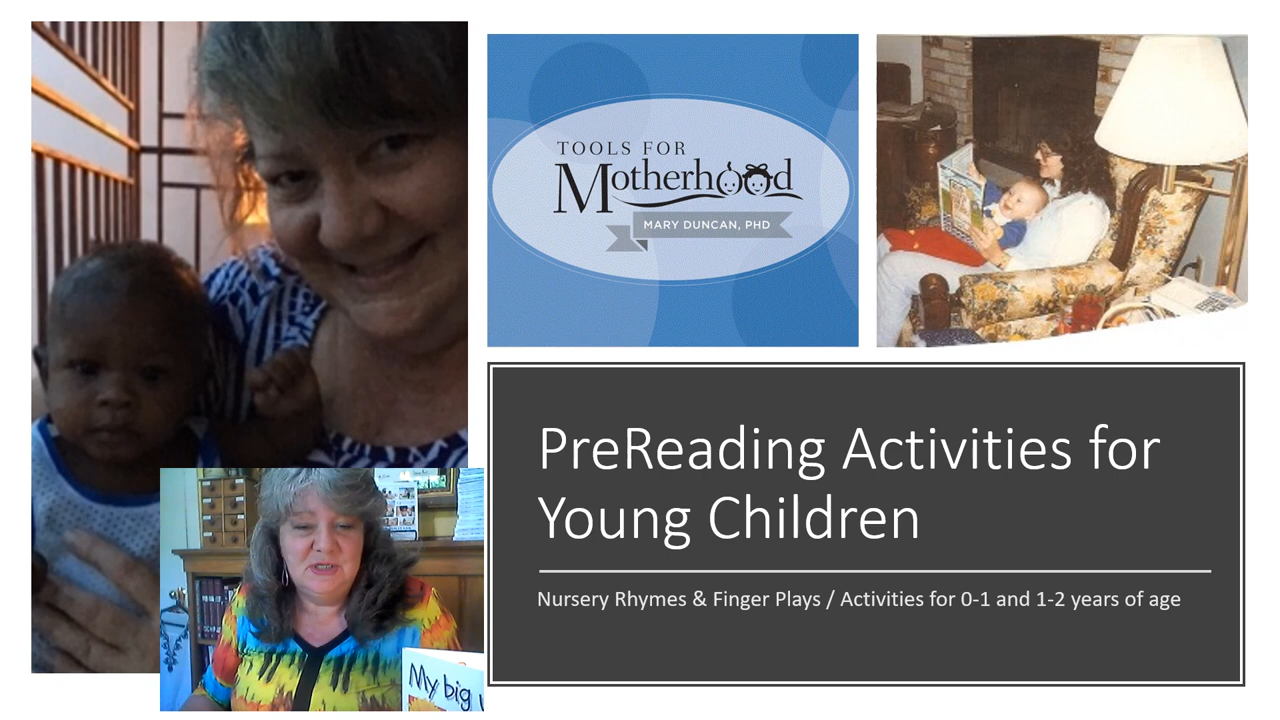 TOOLS FOR
Motherhood
MARY DUNCAN, PHD
PreReading Activities for
Young Children
Nursery Rhymes & Finger Plays / Activities for 0-1 and 1-2 years of age
My big